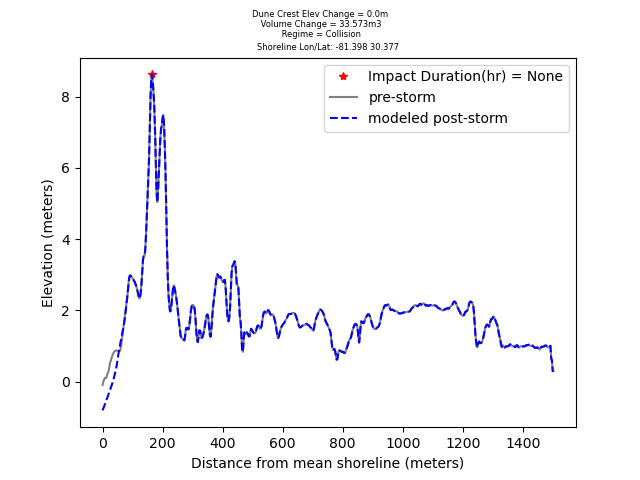 Dune Crest Elev Change = 0.0m
Volume Change = 33.573m3
Regime = Collision
Shoreline Lon/Lat: -81.398 30.377
Impact Duration(hr) = None
pre-storm
modeled post-storm
Elevation (meters)
8
6
4
2
0
0 200 400 600 800 1000 1200 1400
Distance from mean shoreline (meters)